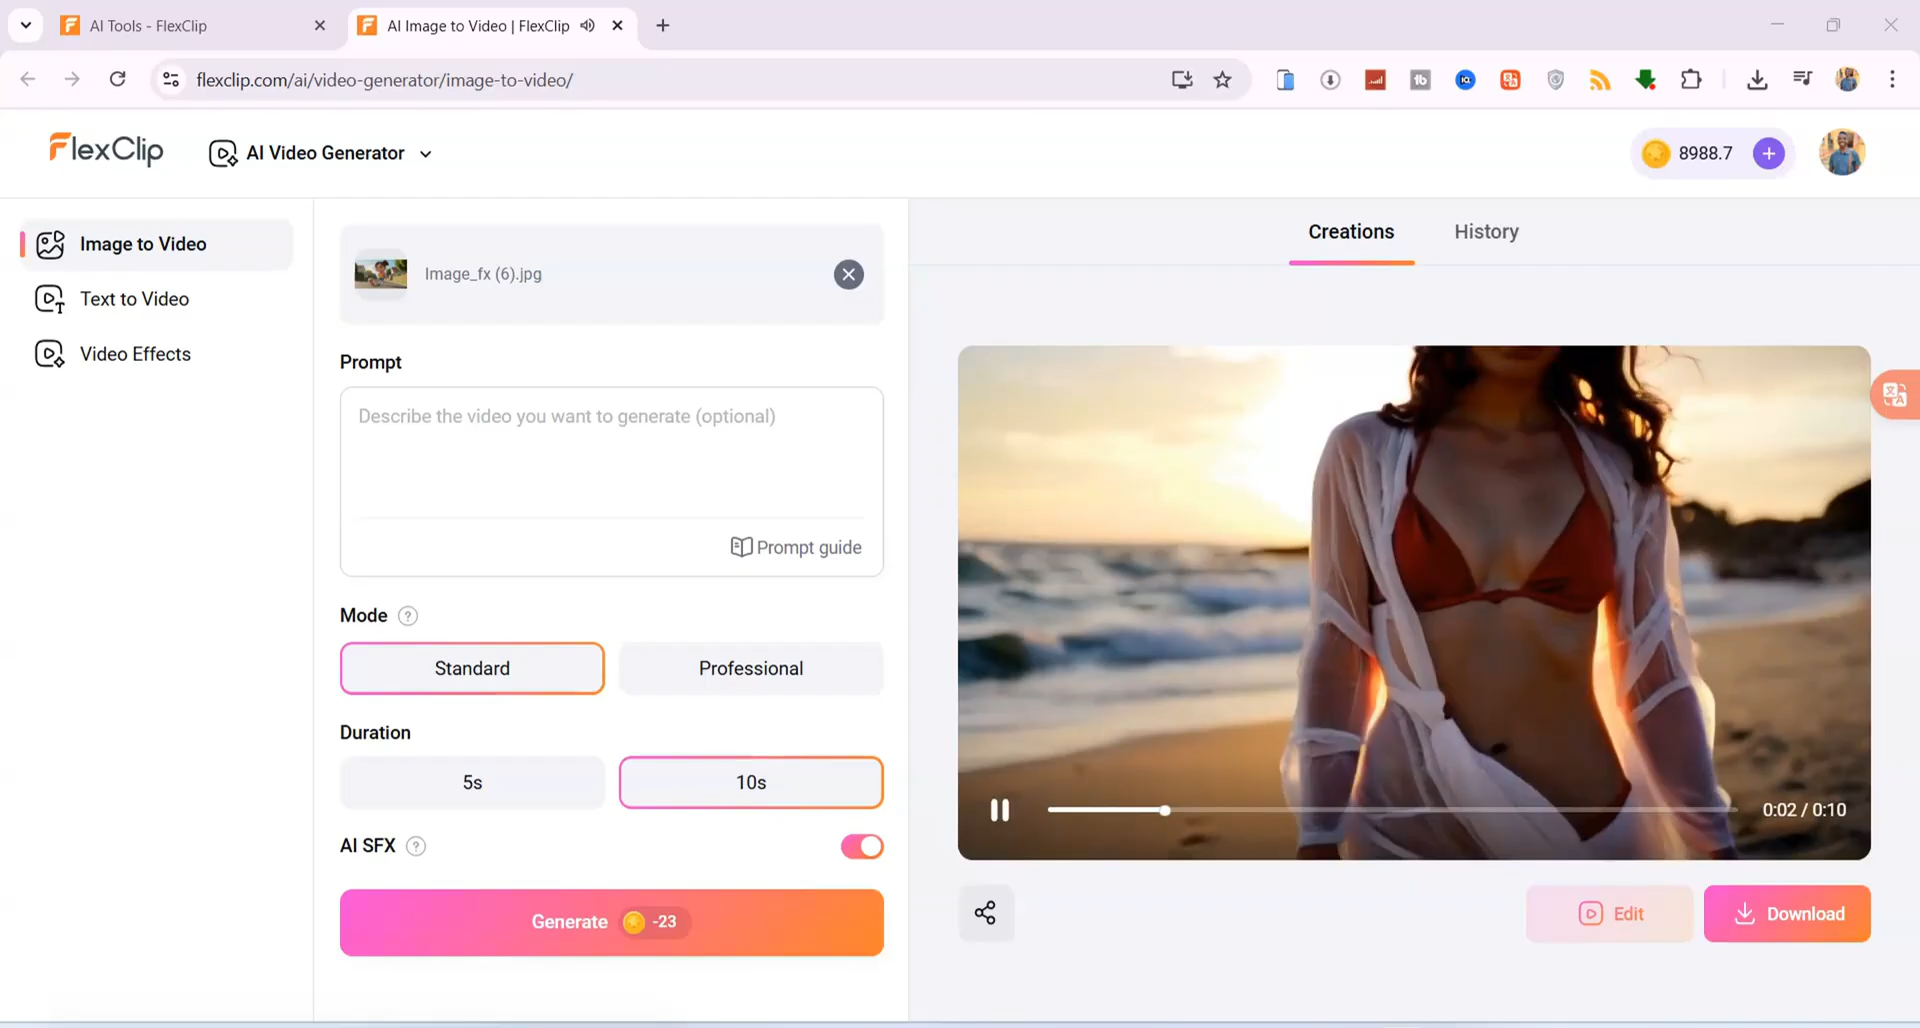 AI Tools - FlexClip
AI Image to Video | FlexClip
flexclip.com/ai/video-generator/image-to-video/
FlexClip
AI Video Generator
8988.7
Image to Video
Text to Video
Video Effects
Image_fx (6).jpg
Prompt
Describe the video you want to generate (optional)
Prompt guide
Mode
Standard
Professional
Duration
5s
10s
AI SFX
Generate -23
Creations
History
0:02 / 0:10
Edit
Download